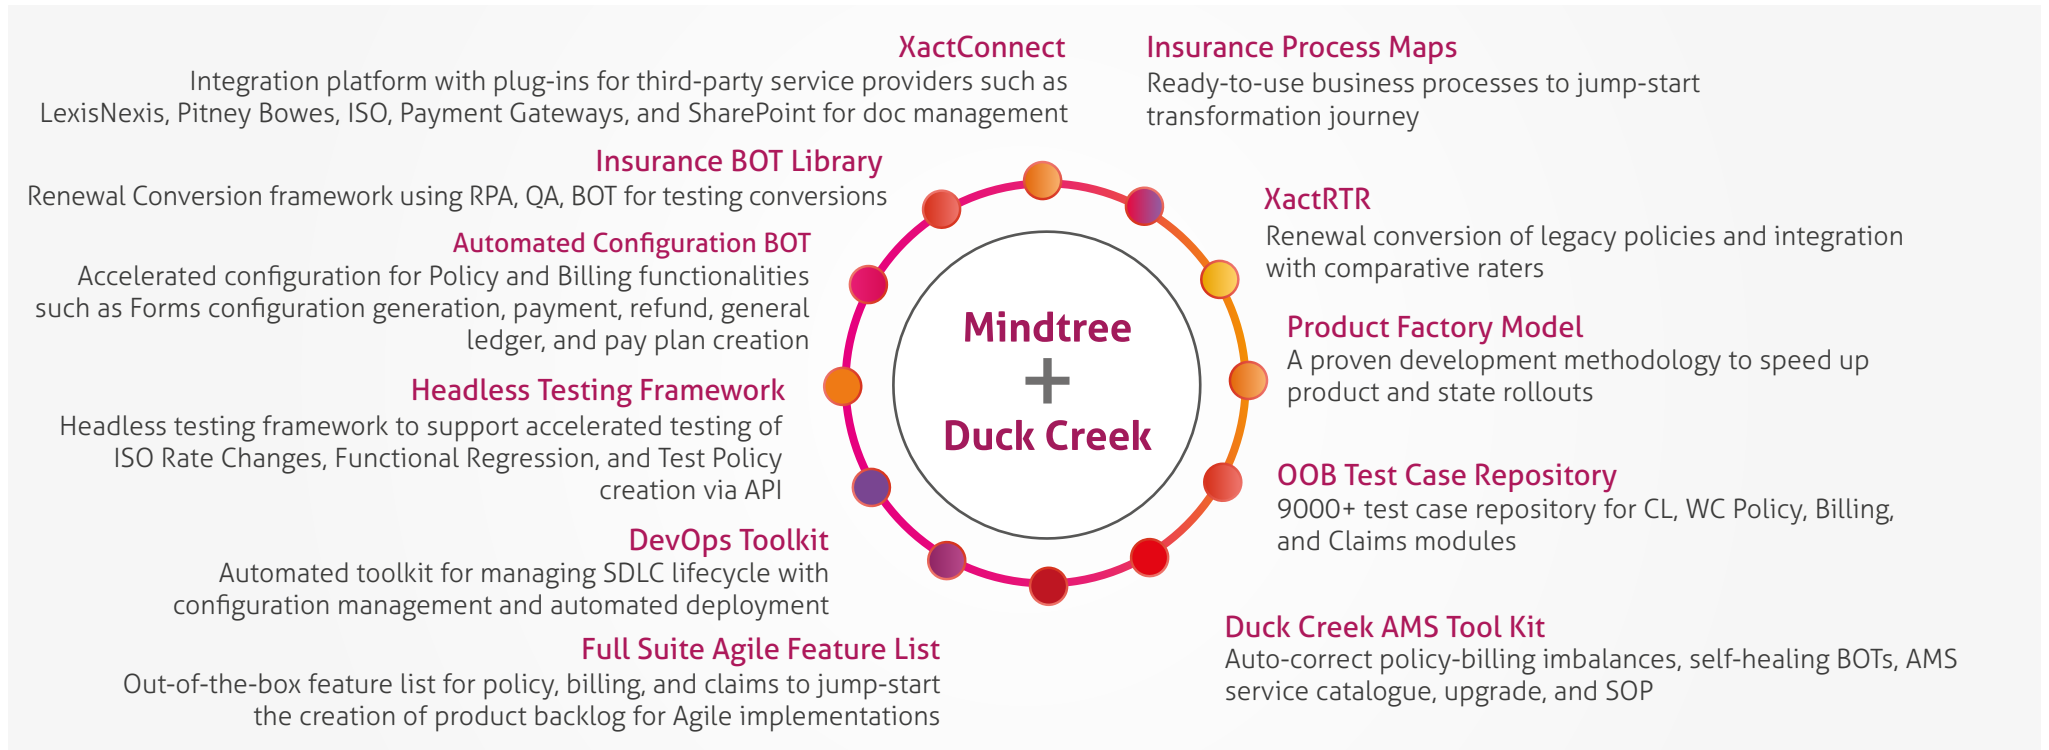 XactConnect
Integration platform with plug-ins for third-party service providers such as
LexisNexis, Pitney Bowes, ISO, Payment Gateways, and SharePoint for doc management
Insurance BOT Library
Renewal Conversion framework using RPA, QA, BOT for testing conversions
Automated Configuration BOT
Accelerated configuration for Policy and Billing functionalities
such as Forms configuration generation, payment, refund, general
ledger, and pay plan creation
Headless Testing Framework
Headless testing framework to support accelerated testing of
ISO Rate Changes, Functional Regression, and Test Policy
creation via API
DevOps Toolkit
Automated toolkit for managing SDLC lifecycle with
configuration management and automated deployment
Full Suite Agile Feature List
Out-of-the-box feature list for policy, billing, and claims to jump-start
the creation of product backlog for Agile implementations
Mindtree
+
Duck Creek
Insurance Process Maps
Ready-to-use business processes to jump-start
transformation journey
XactRTR
Renewal conversion of legacy policies and integration
with comparative raters
Product Factory Model
A proven development methodology to speed up
product and state rollouts
OOB Test Case Repository
9000+ test case repository for CL, WC Policy, Billing,
and Claims modules
Duck Creek AMS Tool Kit
Auto-correct policy-billing imbalances, self-healing BOTs, AMS
service catalogue, upgrade, and SOP